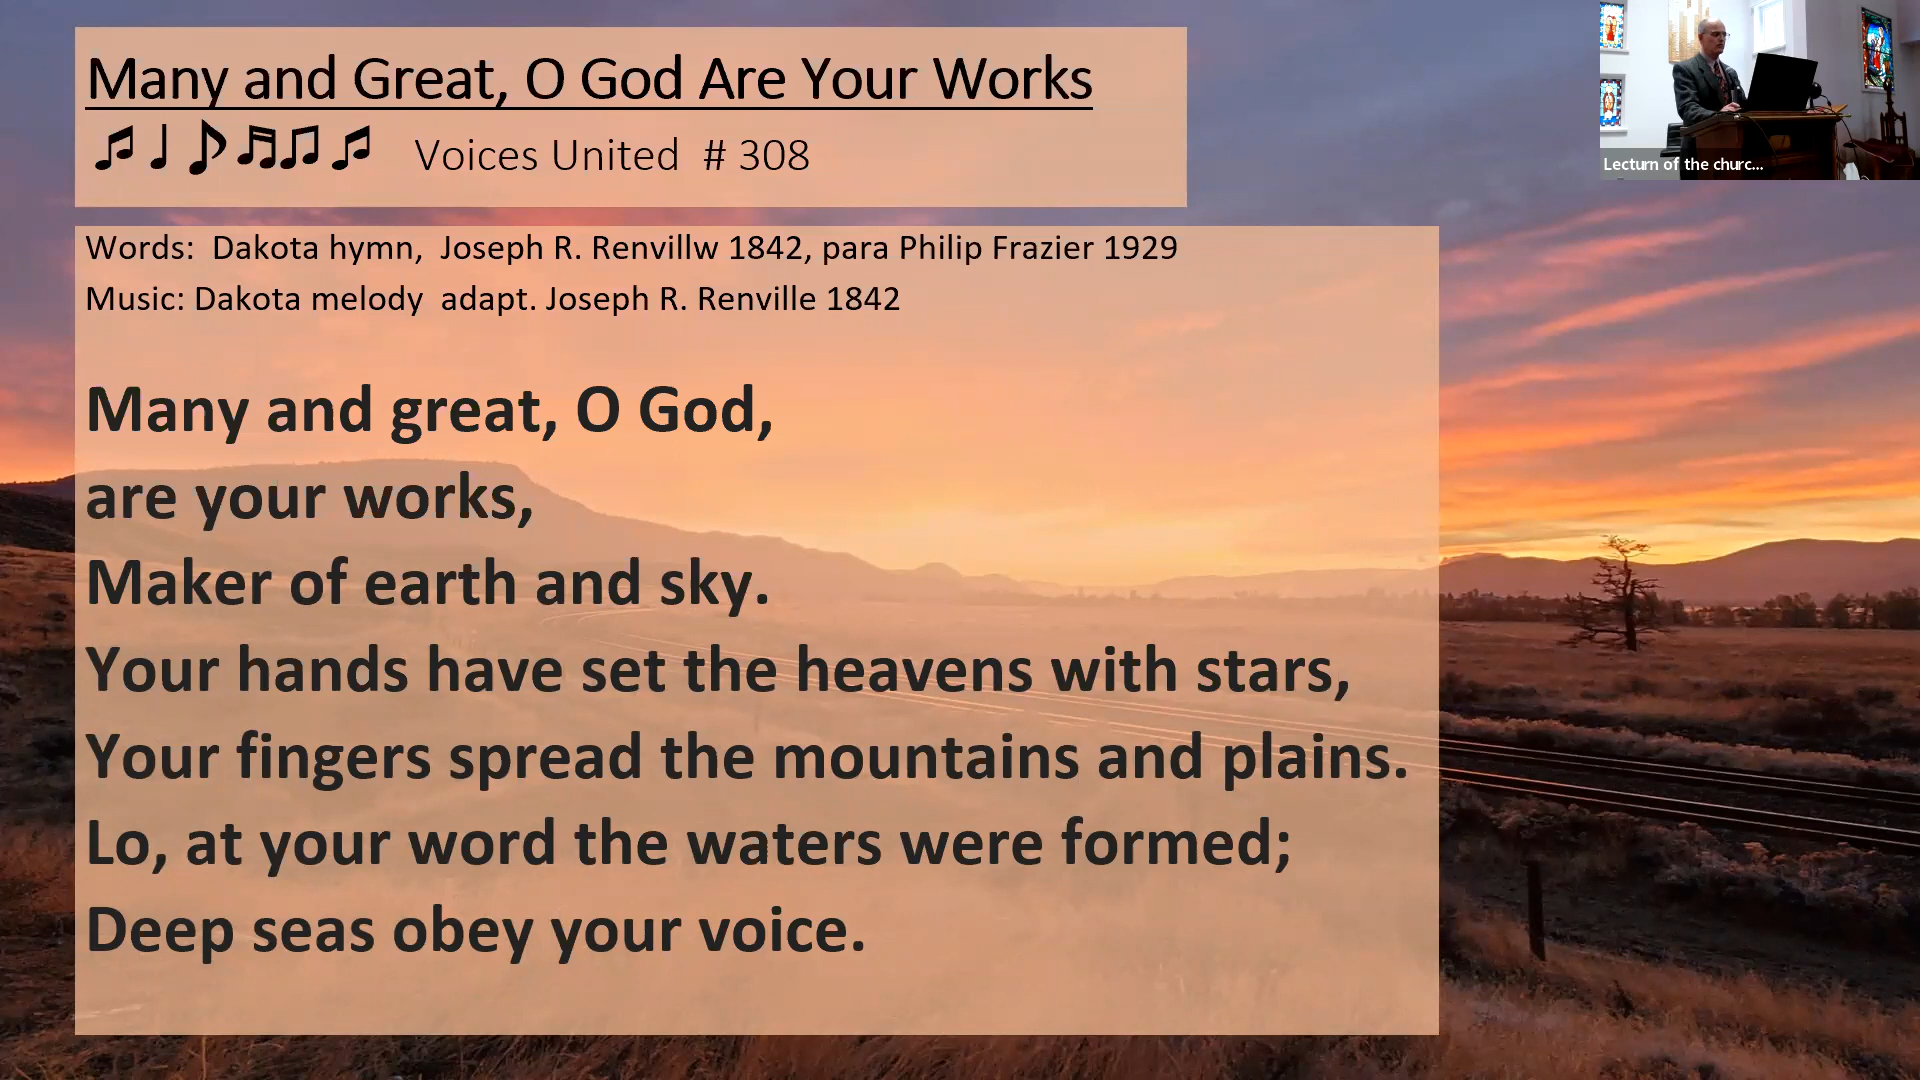 Many and Great, O God Are Your Works
Voices United # 308
Lecturn of the churc...
Words: Dakota hymn, Joseph R. Renvillw 1842, para Philip Frazier 1929
Music: Dakota melody adapt. Joseph R. Renville 1842
Many and great, O God,
are your works,
Maker of earth and sky.
Your hands have set the heavens with stars,
Your fingers spread the mountains and plains.
Lo, at your word the waters were formed;
Deep seas obey your voice.